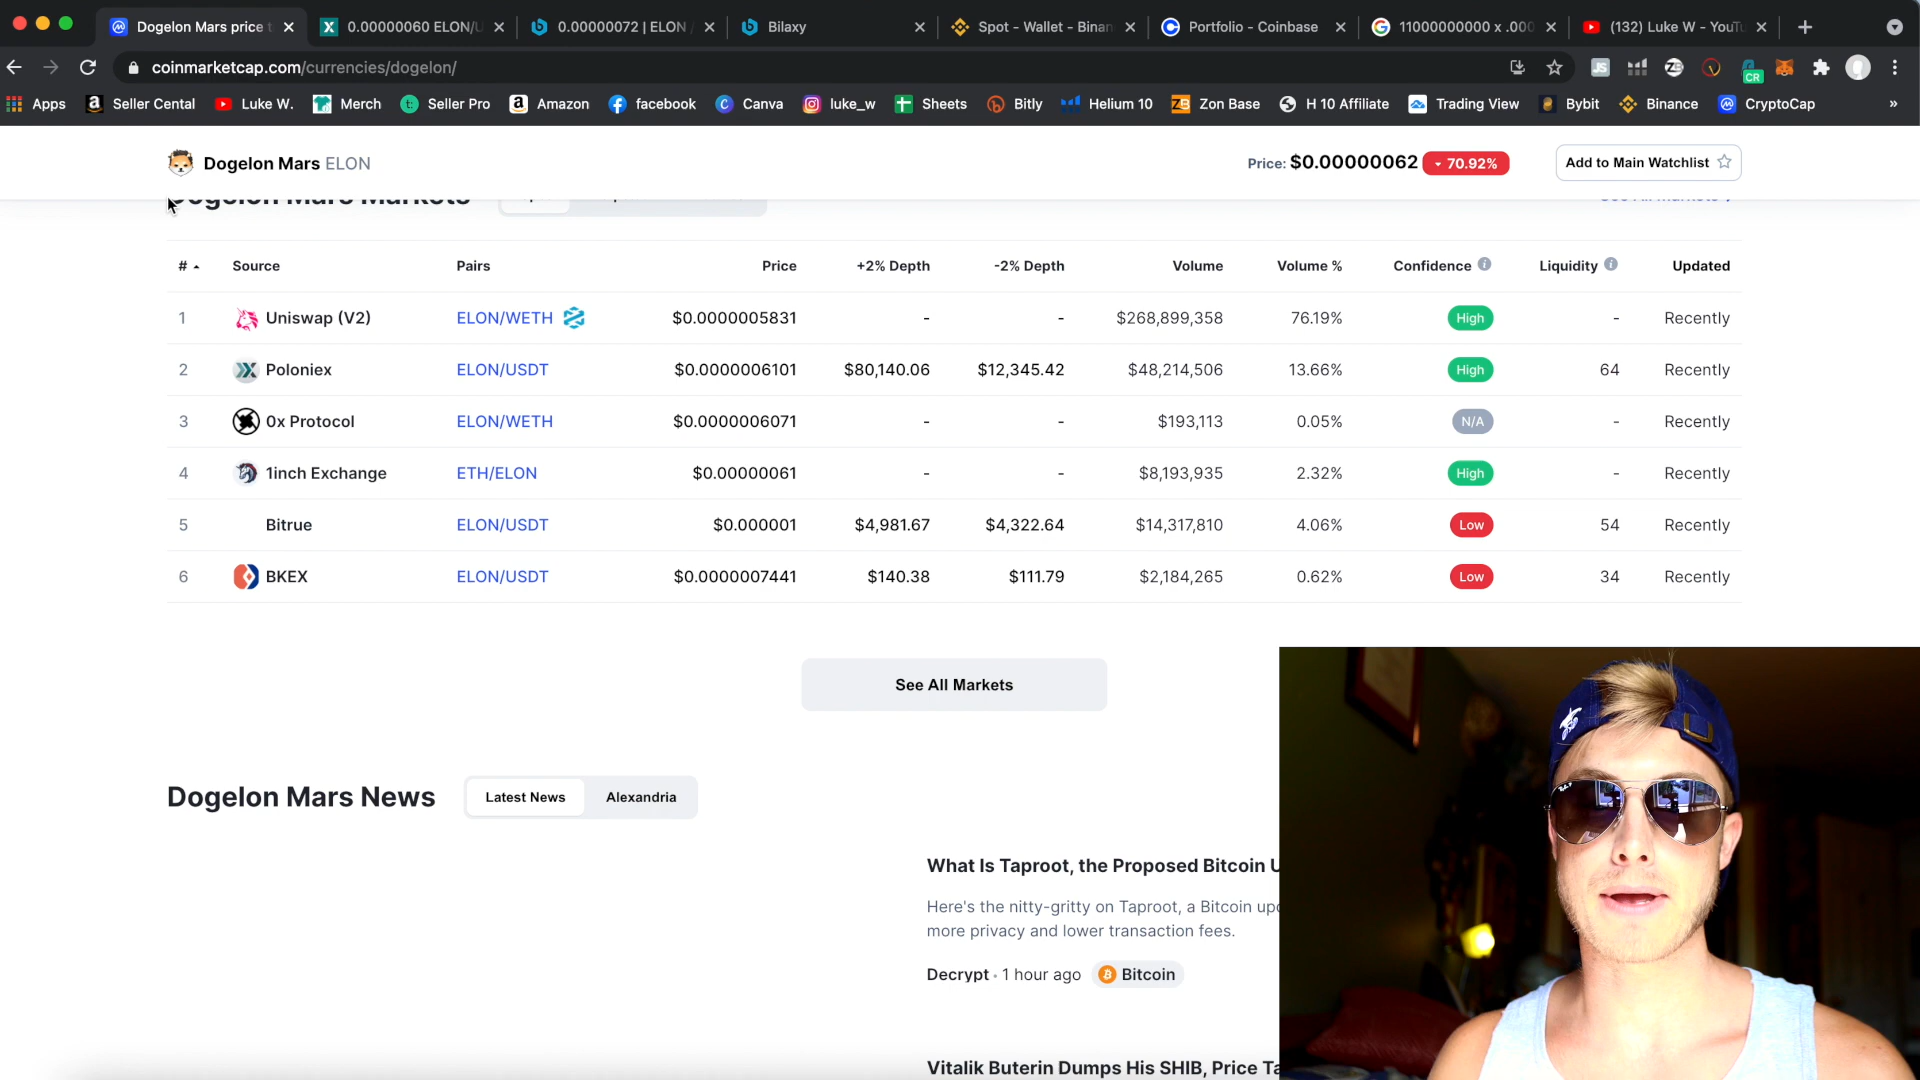 Dogelon Mars price t
0.00000060 ELON/U
0.00000072 | ELON /
Bilaxy
Spot - Wallet - Binan
Portfolio - Coinbase
11000000000 x .000
(132) Luke W - YouTu
coinmarketcap.com/currencies/dogelon/
Apps Seller Cental Luke W. Merch Seller Pro Amazon facebook Canva luke_w Sheets Bitly Helium 10 Zon Base H 10 Affiliate Trading View Bybit Binance CryptoCap »
Dogelon Mars ELON
Price: $0.00000062 70.92%
Add to Main Watchlist
Dogelon Mars Markets
See All Markets
# Source Pairs Price +2% Depth -2% Depth Volume Volume % Confidence Liquidity Updated
1 Uniswap (V2) ELON/WETH $0.0000005831 - - $268,899,358 76.19% High - Recently
2 Poloniex ELON/USDT $0.0000006101 $80,140.06 $12,345.42 $48,214,506 13.66% High 64 Recently
3 0x Protocol ELON/WETH $0.0000006071 - - $193,113 0.05% N/A - Recently
4 1inch Exchange ETH/ELON $0.00000061 - - $8,193,935 2.32% High - Recently
5 Bitrue ELON/USDT $0.000001 $4,981.67 $4,322.64 $14,317,810 4.06% Low 54 Recently
6 BKEX ELON/USDT $0.0000007441 $140.38 $111.79 $2,184,265 0.62% Low 34 Recently
See All Markets
Dogelon Mars News
Latest News
Alexandria
What Is Taproot, the Proposed Bitcoin U
Here's the nitty-gritty on Taproot, a Bitcoin upd
more privacy and lower transaction fees.
Decrypt · 1 hour ago Bitcoin
Vitalik Buterin Dumps His SHIB, Price Ta